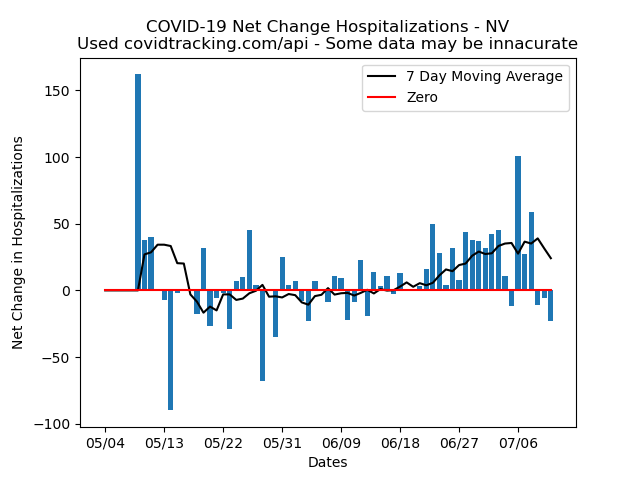 COVID-19 Net Change Hospitalizations - NV
Used covidtracking.com/api - Some data may be innacurate
7 Day Moving Average
Zero
Net Change in Hospitalizations
150
100
50
0
−50
−100
05/04 05/13 05/22 05/31 06/09 06/18 06/27 07/06
Dates